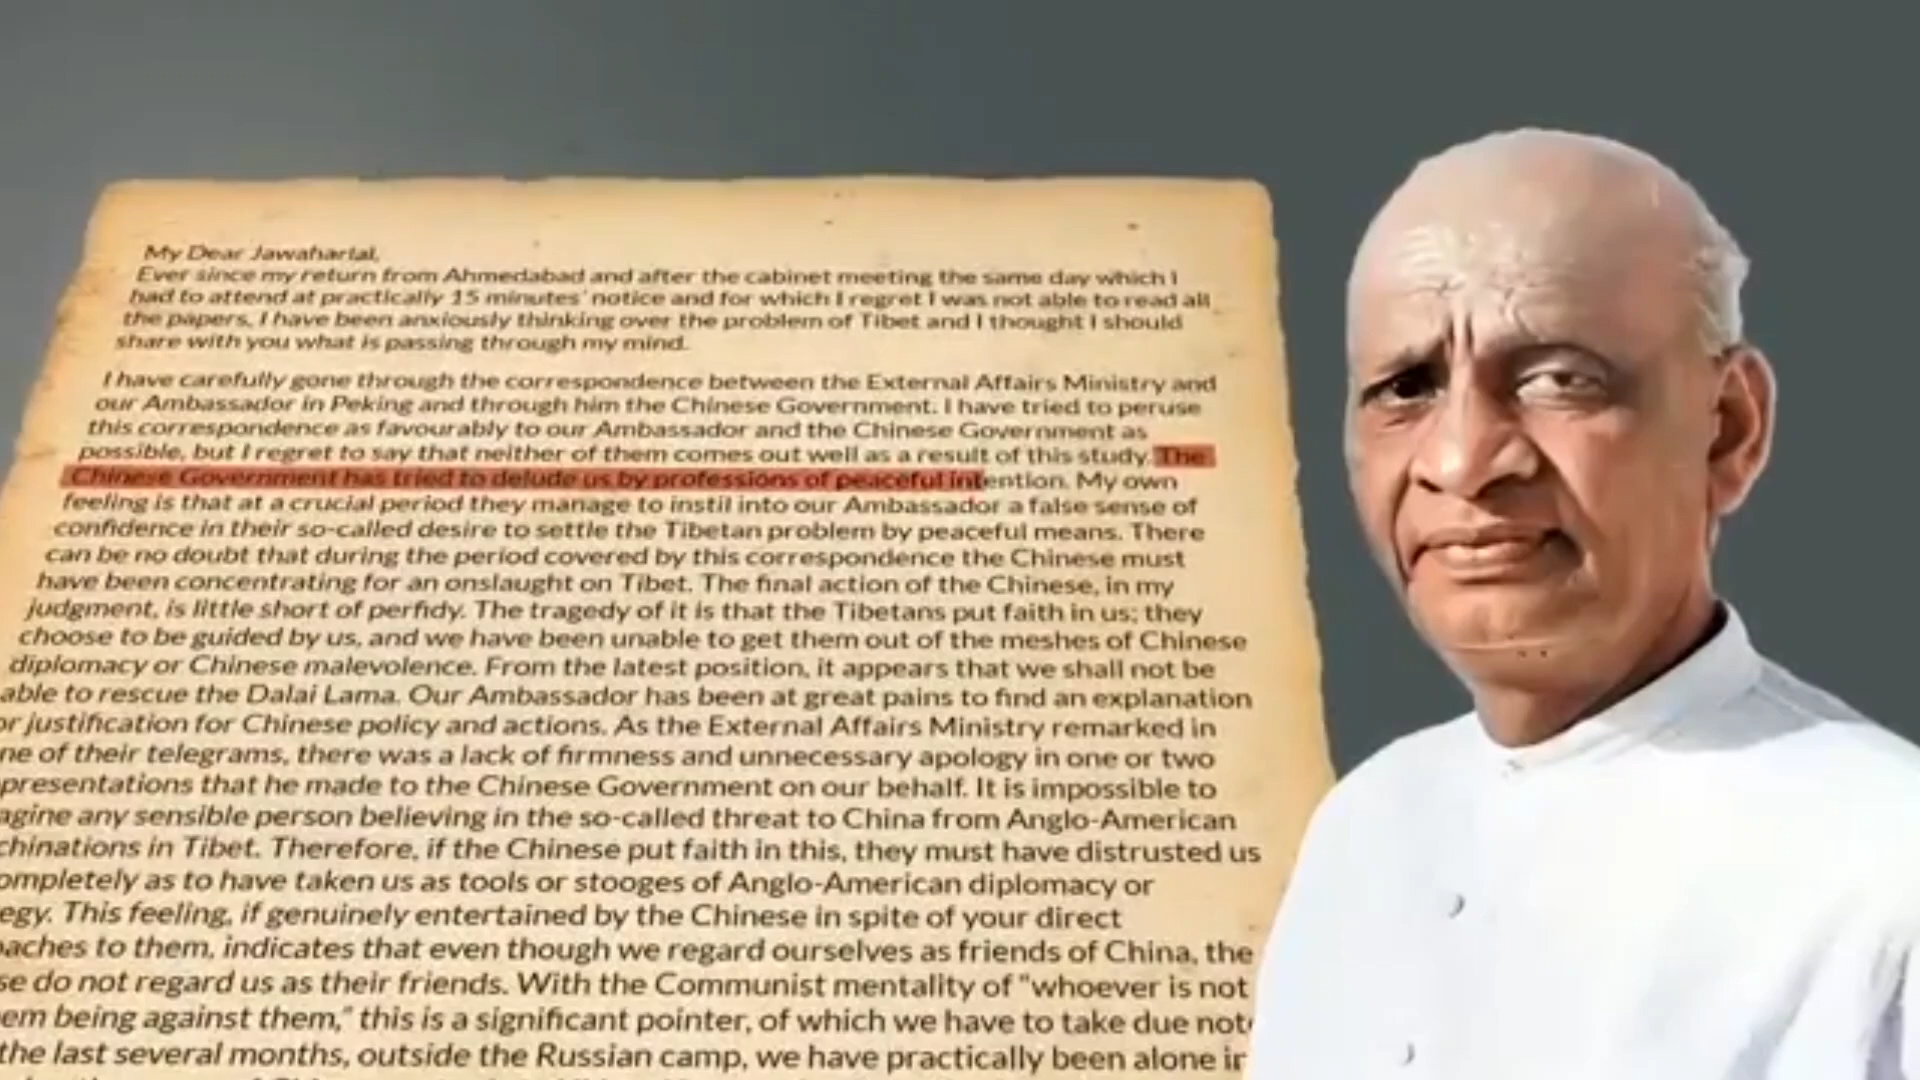 My Dear Jawaharlal,
Ever since my return from Ahmedabad and after the cabinet meeting the same day which I
had to attend at practically 15 minutes' notice and for which I regret I was not able to read all
the papers, I have been anxiously thinking over the problem of Tibet and I thought I should
share with you what is passing through my mind.
I have carefully gone through the correspondence between the External Affairs Ministry and
our Ambassador in Peking and through him the Chinese Government. I have tried to peruse
this correspondence as favourably to our Ambassador and the Chinese Government as
possible, but I regret to say that neither of them comes out well as a result of this study. The
Chinese Government has tried to delude us by professions of peaceful intention. My own
feeling is that at a crucial period they manage to instil into our Ambassador a false sense of
confidence in their so-called desire to settle the Tibetan problem by peaceful means. There
can be no doubt that during the period covered by this correspondence the Chinese must
have been concentrating for an onslaught on Tibet. The final action of the Chinese, in my
judgment, is little short of perfidy. The tragedy of it is that the Tibetans put faith in us; they
choose to be guided by us, and we have been unable to get them out of the meshes of Chinese
diplomacy or Chinese malevolence. From the latest position, it appears that we shall not be
able to rescue the Dalai Lama. Our Ambassador has been at great pains to find an explanation
or justification for Chinese policy and actions. As the External Affairs Ministry remarked in
ne of their telegrams, there was a lack of firmness and unnecessary apology in one or two
presentations that he made to the Chinese Government on our behalf. It is impossible to
agine any sensible person believing in the so-called threat to China from Anglo-American
chinations in Tibet. Therefore, if the Chinese put faith in this, they must have distrusted us
ompletely as to have taken us as tools or stooges of Anglo-American diplomacy or
egy. This feeling, if genuinely entertained by the Chinese in spite of your direct
oaches to them, indicates that even though we regard ourselves as friends of China, the
se do not regard us as their friends. With the Communist mentality of "whoever is not
em being against them," this is a significant pointer, of which we have to take due not
the last several months, outside the Russian camp, we have practically been alone in